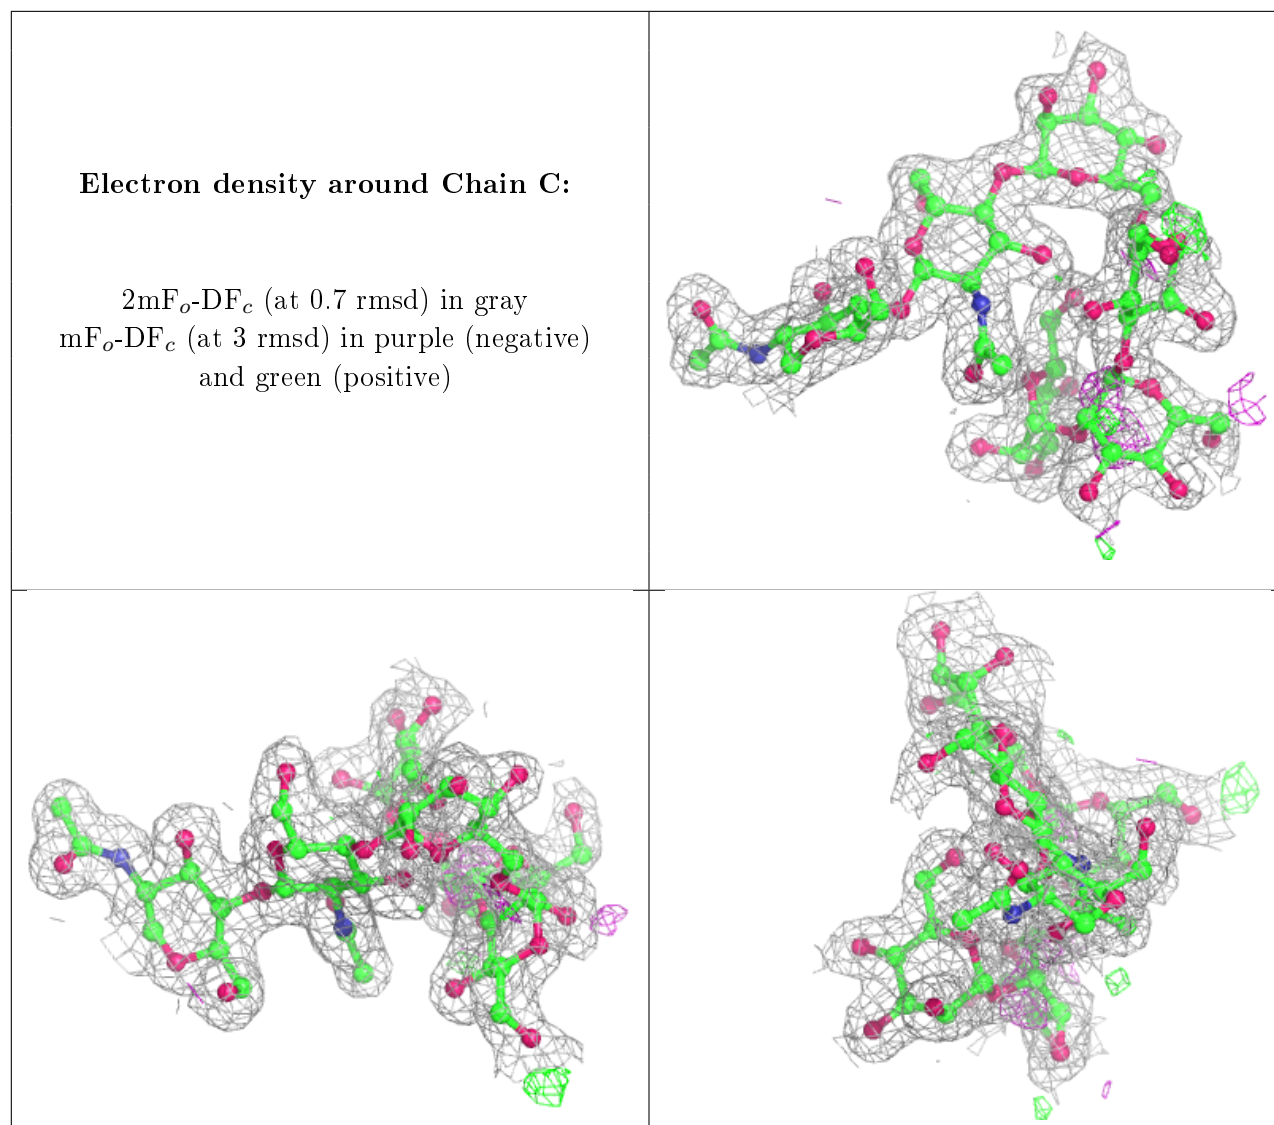 Electron density around Chain C:
2mFₒ-DF𝒸 (at 0.7 rmsd) in gray
mFₒ-DF𝒸 (at 3 rmsd) in purple (negative)
and green (positive)